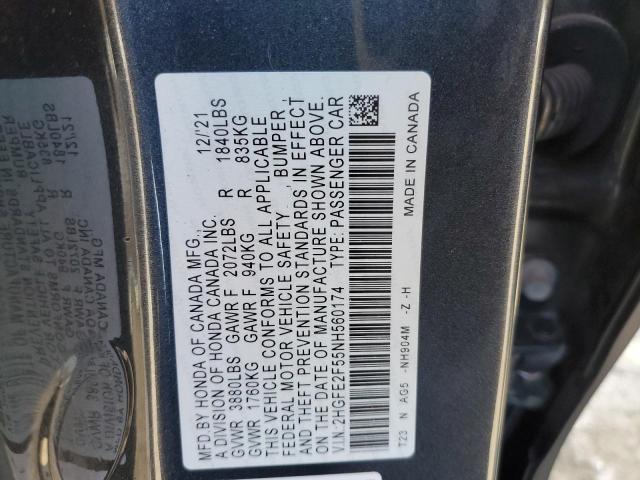 MFD.BY HONDA OF CANADA MFG., 12/'21
A DIVISION OF HONDA CANADA INC.
GVWR 3880LBS GAWR F 2072LBS R 1840LBS
GVWR 1760KG GAWR F 940KG R 835KG
THIS VEHICLE CONFORMS TO ALL APPLICABLE
FEDERAL MOTOR VEHICLE SAFETY , BUMPER ,
AND THEFT PREVENTION STANDARDS IN EFFECT
ON THE DATE OF MANUFACTURE SHOWN ABOVE.
V.I.N.:2HGFE2F55NH560174 TYPE: PASSENGER CAR
T23 N AG5 -NH904M -Z -H MADE IN CANADA